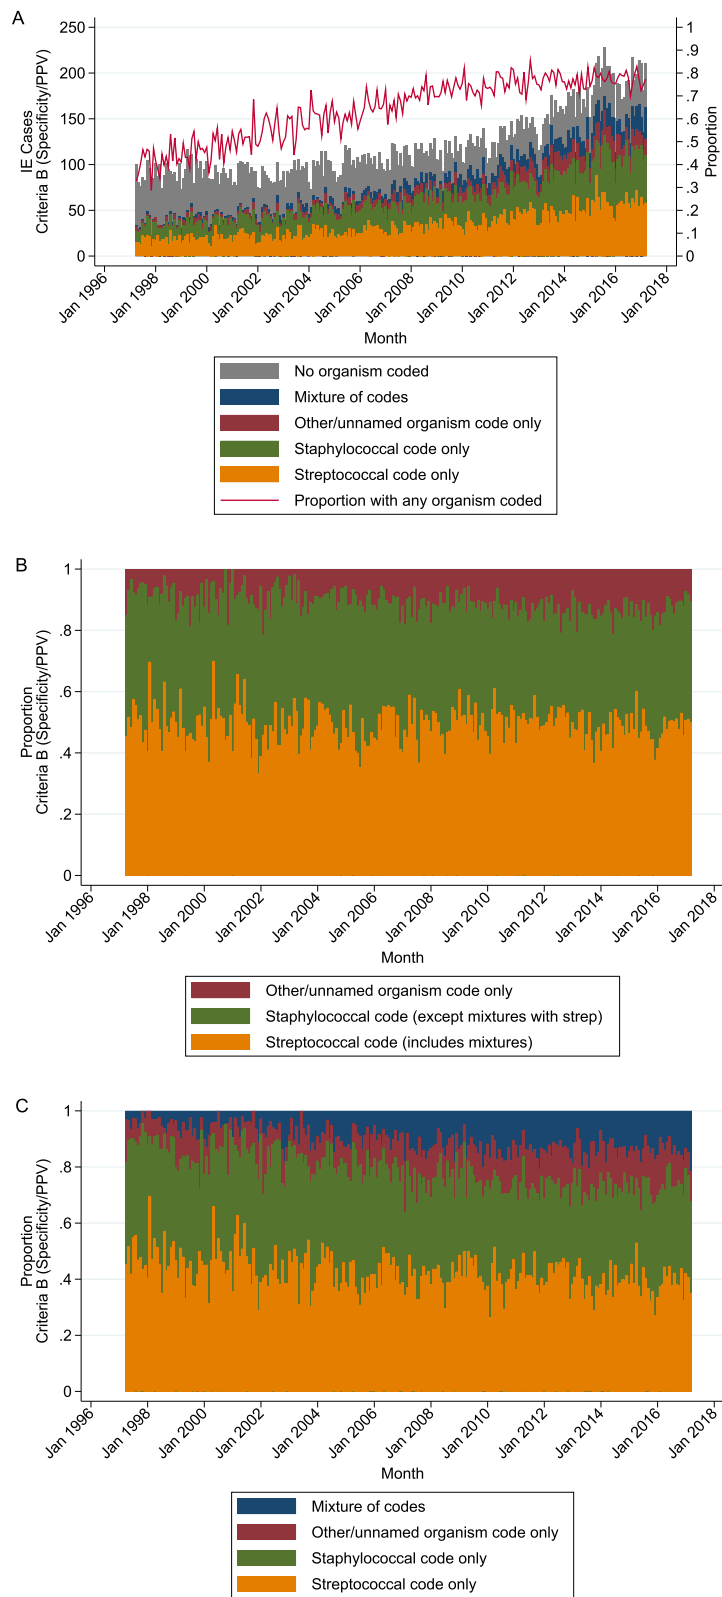 A
IE Cases
Criteria B (Specificity/PPV)
250
200
150
100
50
0
1
.9
.8
.7
.6
.5
.4
.3
.2
.1
0
Proportion
Jan 1996
Jan 1998
Jan 2000
Jan 2002
Jan 2004
Jan 2006
Jan 2008
Jan 2010
Jan 2012
Jan 2014
Jan 2016
Jan 2018
Month
No organism coded
Mixture of codes
Other/unnamed organism code only
Staphylococcal code only
Streptococcal code only
Proportion with any organism coded
B
Proportion
Criteria B (Specificity/PPV)
1
.8
.6
.4
.2
0
Jan 1996
Jan 1998
Jan 2000
Jan 2002
Jan 2004
Jan 2006
Jan 2008
Jan 2010
Jan 2012
Jan 2014
Jan 2016
Jan 2018
Month
Other/unnamed organism code only
Staphylococcal code (except mixtures with strep)
Streptococcal code (includes mixtures)
C
Proportion
Criteria B (Specificity/PPV)
1
.8
.6
.4
.2
0
Jan 1996
Jan 1998
Jan 2000
Jan 2002
Jan 2004
Jan 2006
Jan 2008
Jan 2010
Jan 2012
Jan 2014
Jan 2016
Jan 2018
Month
Mixture of codes
Other/unnamed organism code only
Staphylococcal code only
Streptococcal code only